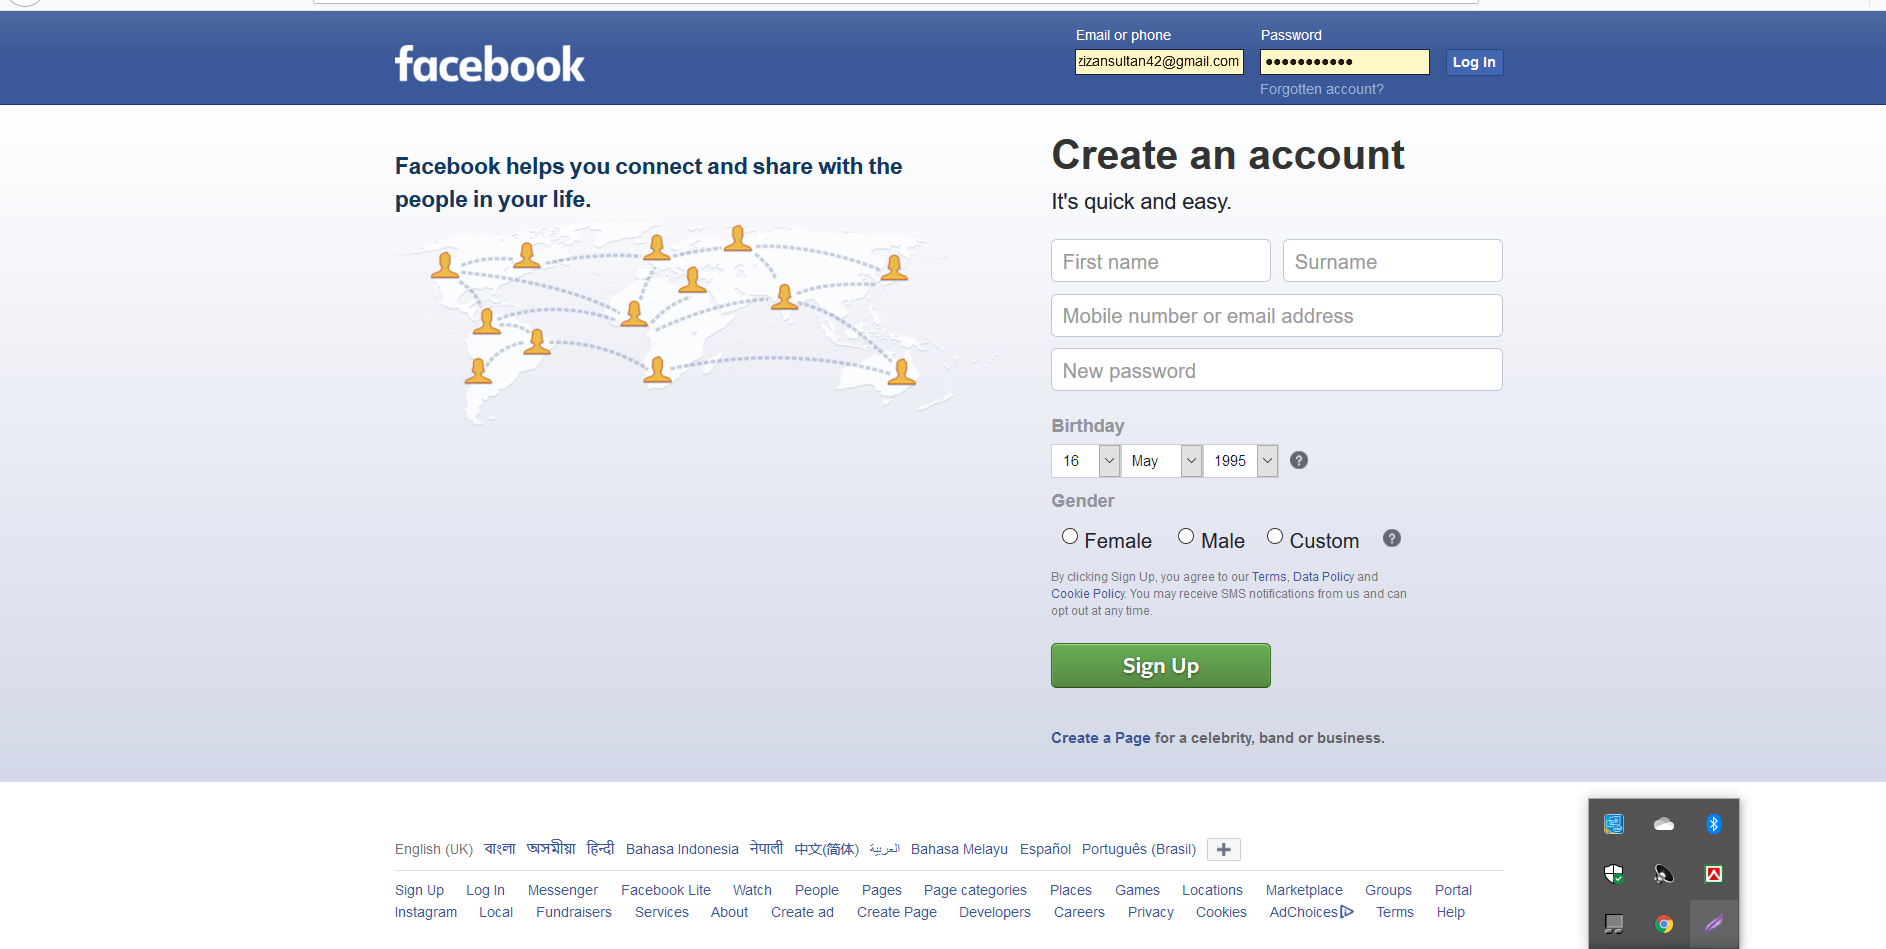 Email or phone
Password
facebook
zizansultan42@gmail.com
•••••••••••
Log In
Forgotten account?
Facebook helps you connect and share with the
people in your life.
Create an account
It's quick and easy.
First name
Surname
Mobile number or email address
New password
Birthday
16
May
1995
?
Gender
Female
Male
Custom
?
By clicking Sign Up, you agree to our Terms, Data Policy and
Cookie Policy. You may receive SMS notifications from us and can
opt out at any time.
Sign Up
Create a Page for a celebrity, band or business.
English (UK) বাংলা অসমীয়া हिन्दी Bahasa Indonesia नेपाली 中文(简体) العربية Bahasa Melayu Español Português (Brasil)
Sign Up Log In Messenger Facebook Lite Watch People Pages Page categories Places Games Locations Marketplace Groups Portal
Instagram Local Fundraisers Services About Create ad Create Page Developers Careers Privacy Cookies AdChoices Terms Help